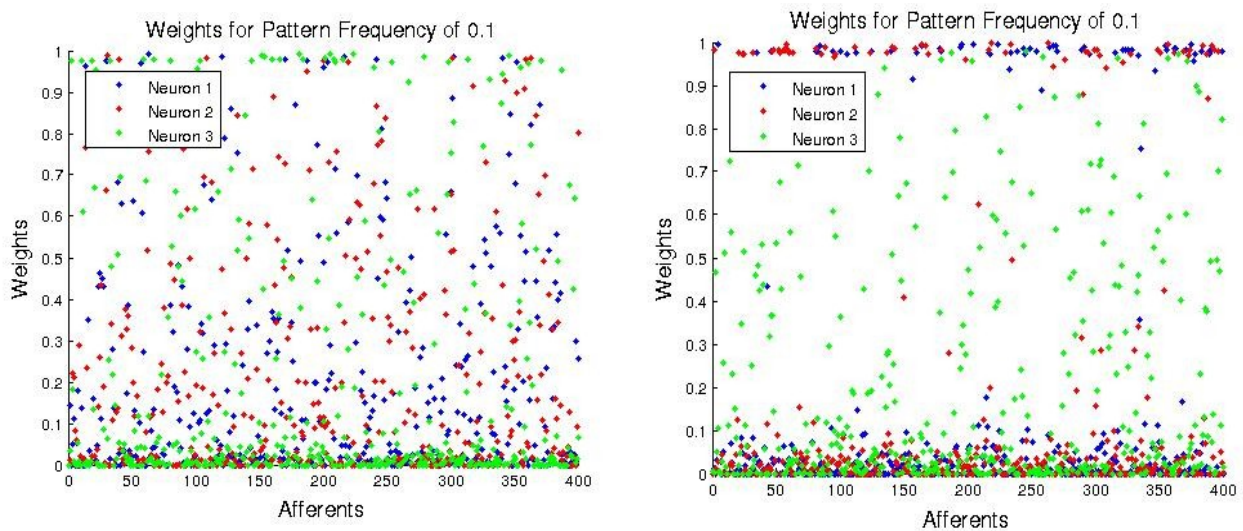 Weights for Pattern Frequency of 0.1
1
0.9
0.8
0.7
0.6
0.5
0.4
0.3
0.2
0.1
0
Weights
Neuron 1
Neuron 2
Neuron 3
0 50 100 150 200 250 300 350 400
Afferents
Weights for Pattern Frequency of 0.1
1
0.9
0.8
0.7
0.6
0.5
0.4
0.3
0.2
0.1
0
Weights
Neuron 1
Neuron 2
Neuron 3
0 50 100 150 200 250 300 350 400
Afferents